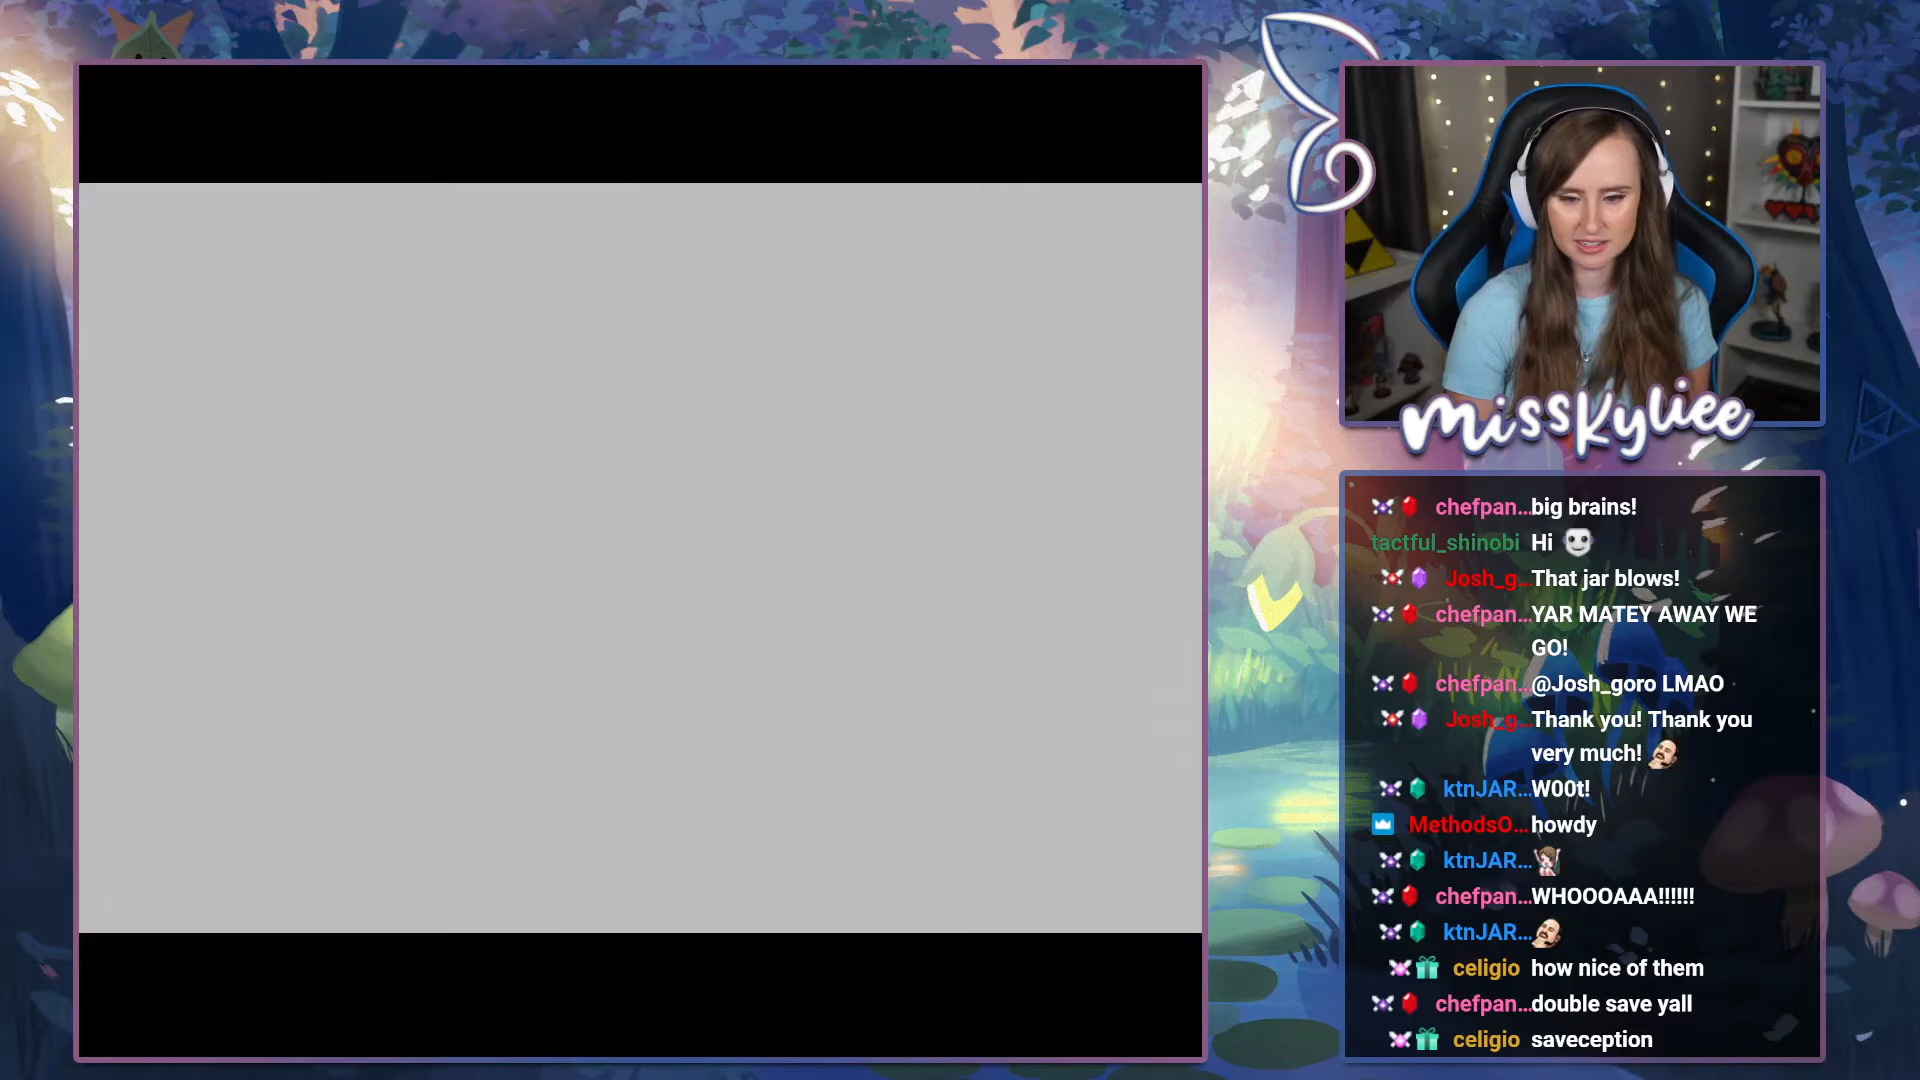 missKyliee
chefpan... big brains!
tactful_shinobi Hi
Josh_g... That jar blows!
chefpan... YAR MATEY AWAY WE
GO!
chefpan... @Josh_goro LMAO
Josh_g... Thank you! Thank you
very much!
ktnJAR... W00t!
MethodsO... howdy
ktnJAR...
chefpan... WHOOOAAA!!!!!!
ktnJAR...
celigio how nice of them
chefpan... double save yall
celigio saveception